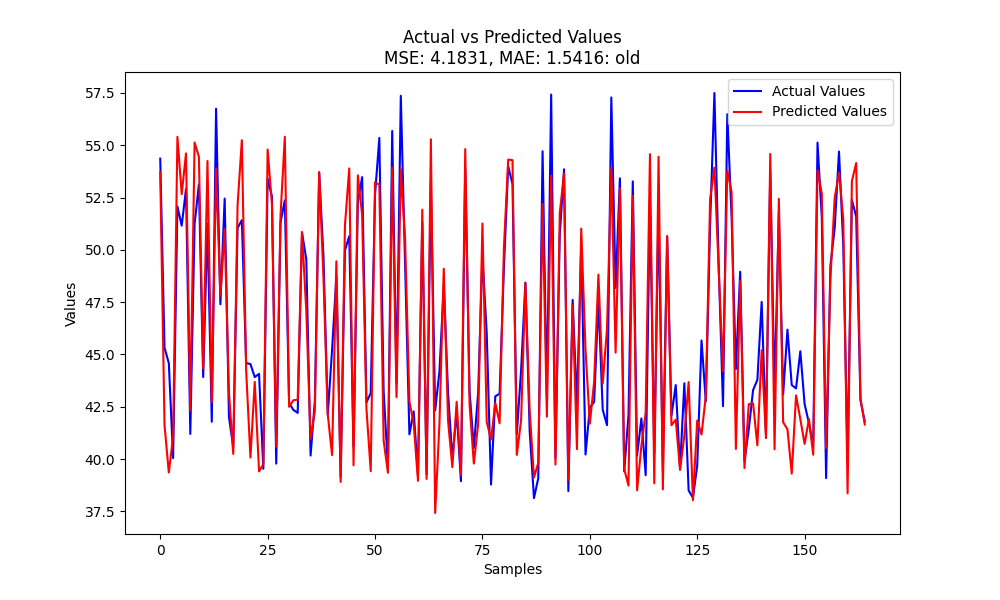 Actual vs Predicted Values
MSE: 4.1831, MAE: 1.5416: old
Actual Values
Predicted Values
Values
57.5
55.0
52.5
50.0
47.5
45.0
42.5
40.0
37.5
0 25 50 75 100 125 150
Samples